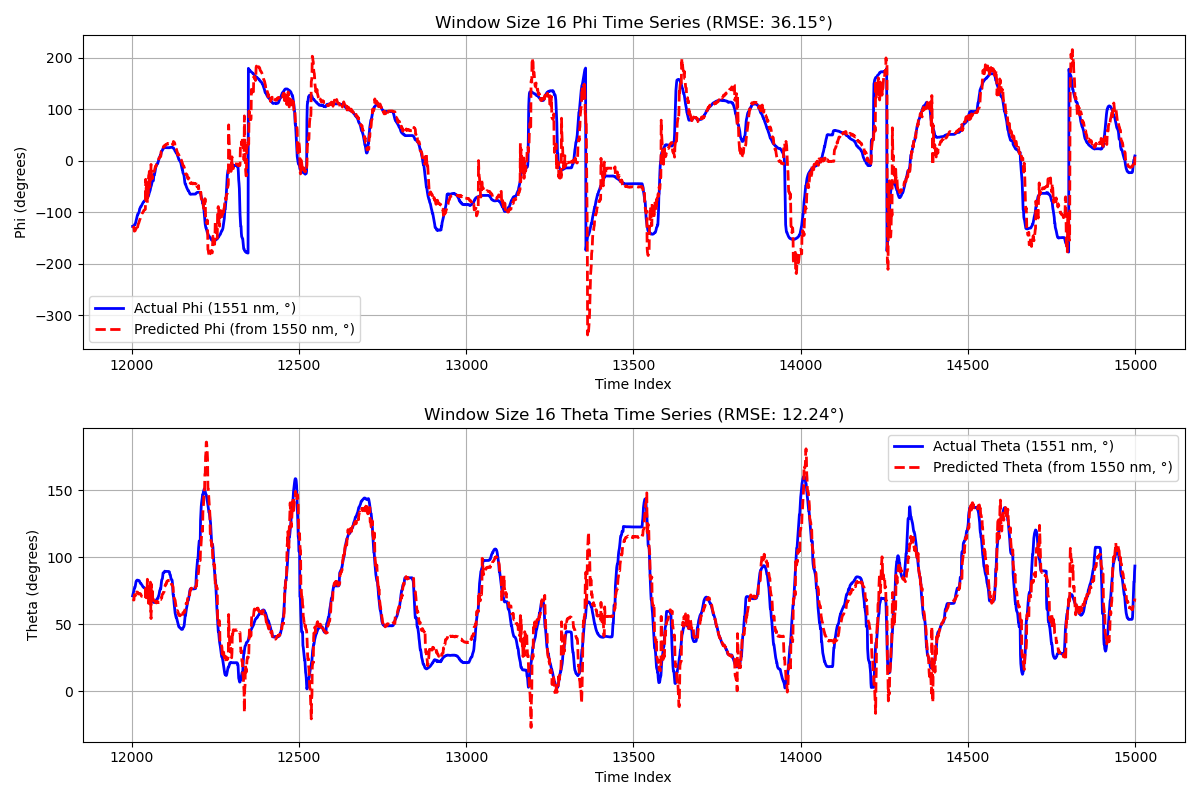 Window Size 16 Phi Time Series (RMSE: 36.15°)
Phi (degrees)
200
100
0
−100
−200
−300
Actual Phi (1551 nm, °)
Predicted Phi (from 1550 nm, °)
12000 12500 13000 13500 14000 14500 15000
Time Index
Window Size 16 Theta Time Series (RMSE: 12.24°)
Theta (degrees)
150
100
50
0
Actual Theta (1551 nm, °)
Predicted Theta (from 1550 nm, °)
12000 12500 13000 13500 14000 14500 15000
Time Index